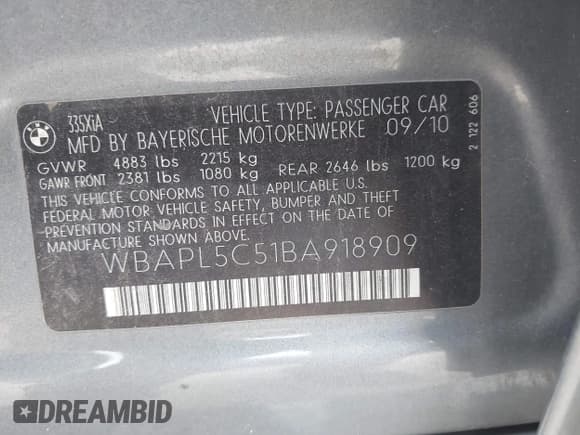 BMW
335XiA VEHICLE TYPE: PASSENGER CAR
MFD BY BAYERISCHE MOTORENWERKE 09/10
GVWR 4883 lbs 2215 kg
GAWR FRONT 2381 lbs 1080 kg REAR 2646 lbs 1200 kg
THIS VEHICLE CONFORMS TO ALL APPLICABLE U.S.
FEDERAL MOTOR VEHICLE SAFETY, BUMPER AND THEFT
PREVENTION STANDARDS IN EFFECT ON THE DATE OF
MANUFACTURE SHOWN ABOVE.
WBAPL5C51BA918909
2 122 606
DREAMBID